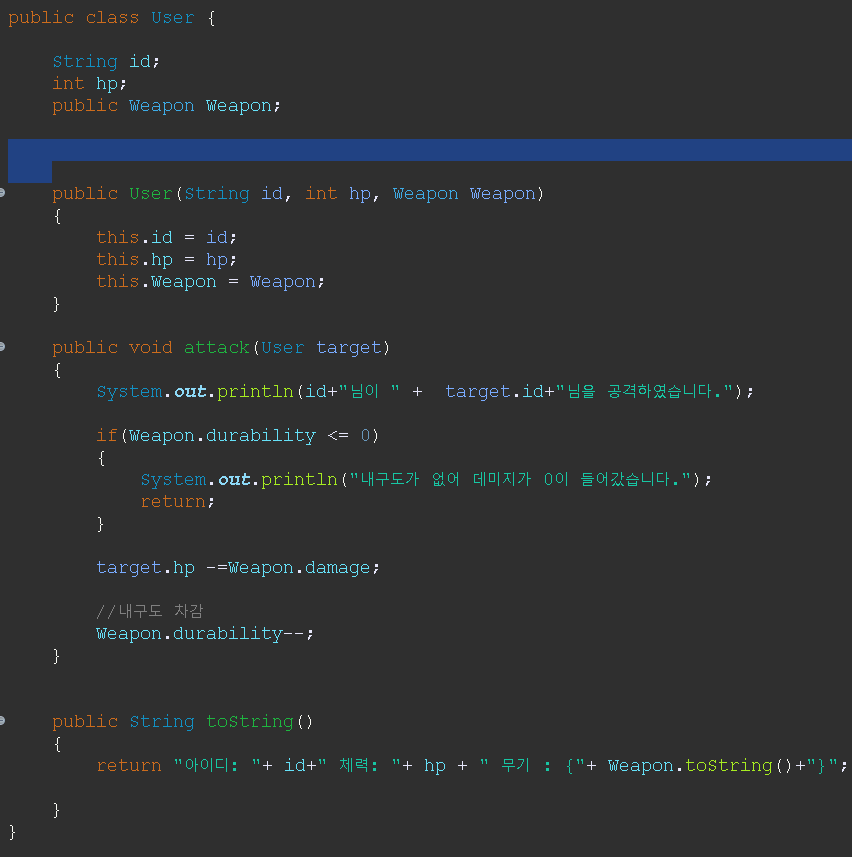 public class User {
String id;
int hp;
public Weapon Weapon;
public User(String id, int hp, Weapon Weapon)
{
this.id = id;
this.hp = hp;
this.Weapon = Weapon;
}
public void attack(User target)
{
System.out.println(id+"님이 " +  target.id+"님을 공격하였습니다.");
if(Weapon.durability <= 0)
{
System.out.println("내구도가 없어 데미지가 0이 들어갔습니다.");
return;
}
target.hp -=Weapon.damage;
//내구도 차감
Weapon.durability--;
}
public String toString()
{
return "아이디: "+ id+" 체력: "+ hp + " 무기 : {"+ Weapon.toString()+"}";
}
}